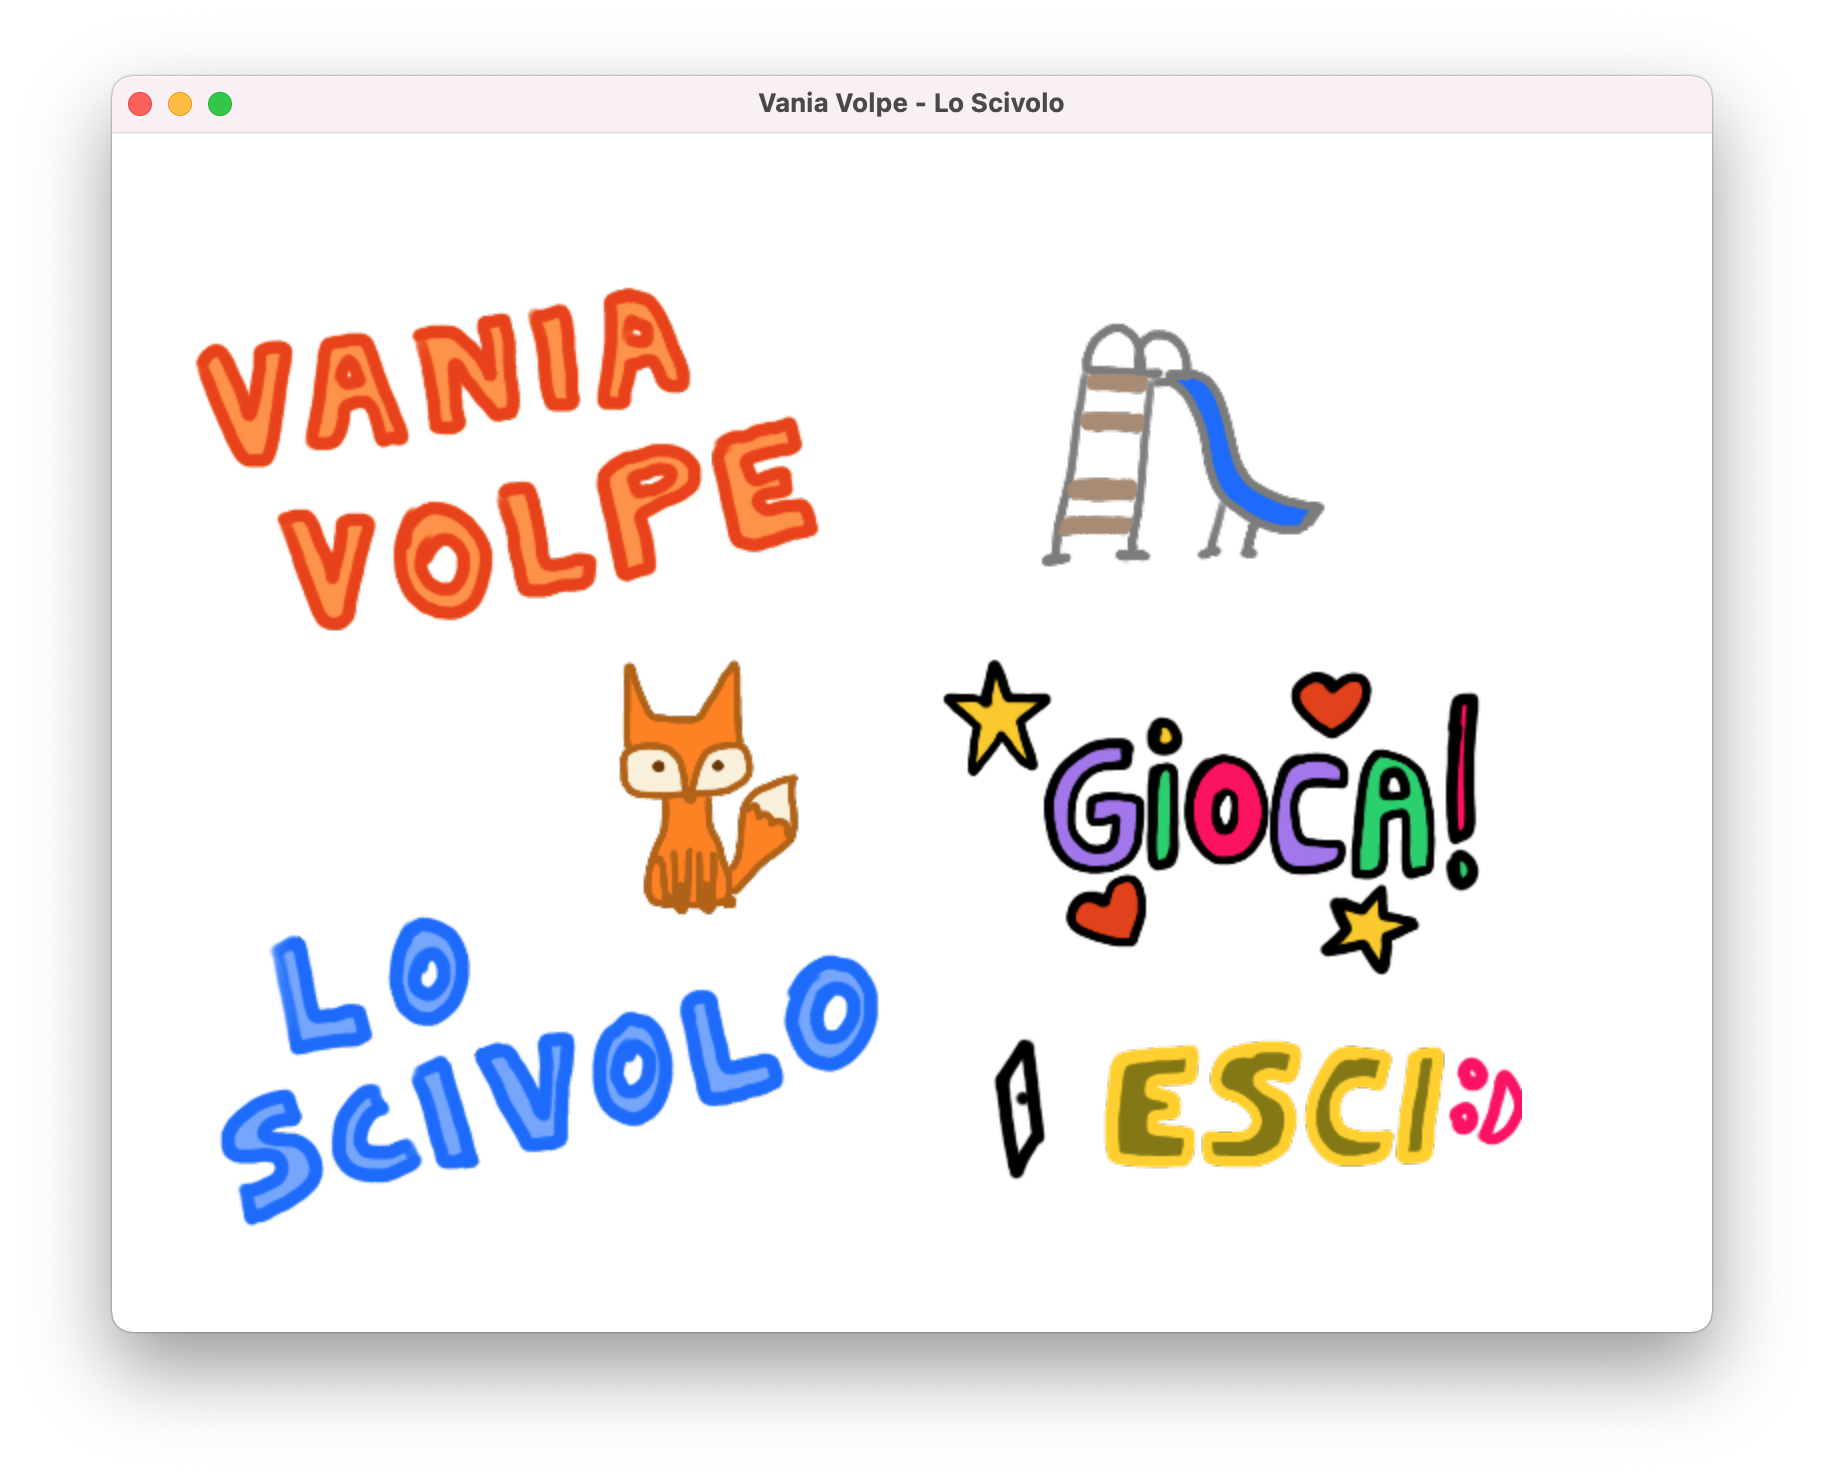 Vania Volpe - Lo Scivolo
VANIA
VOLPE
LO
SCIVOLO
GiOCA!
ESCI :D